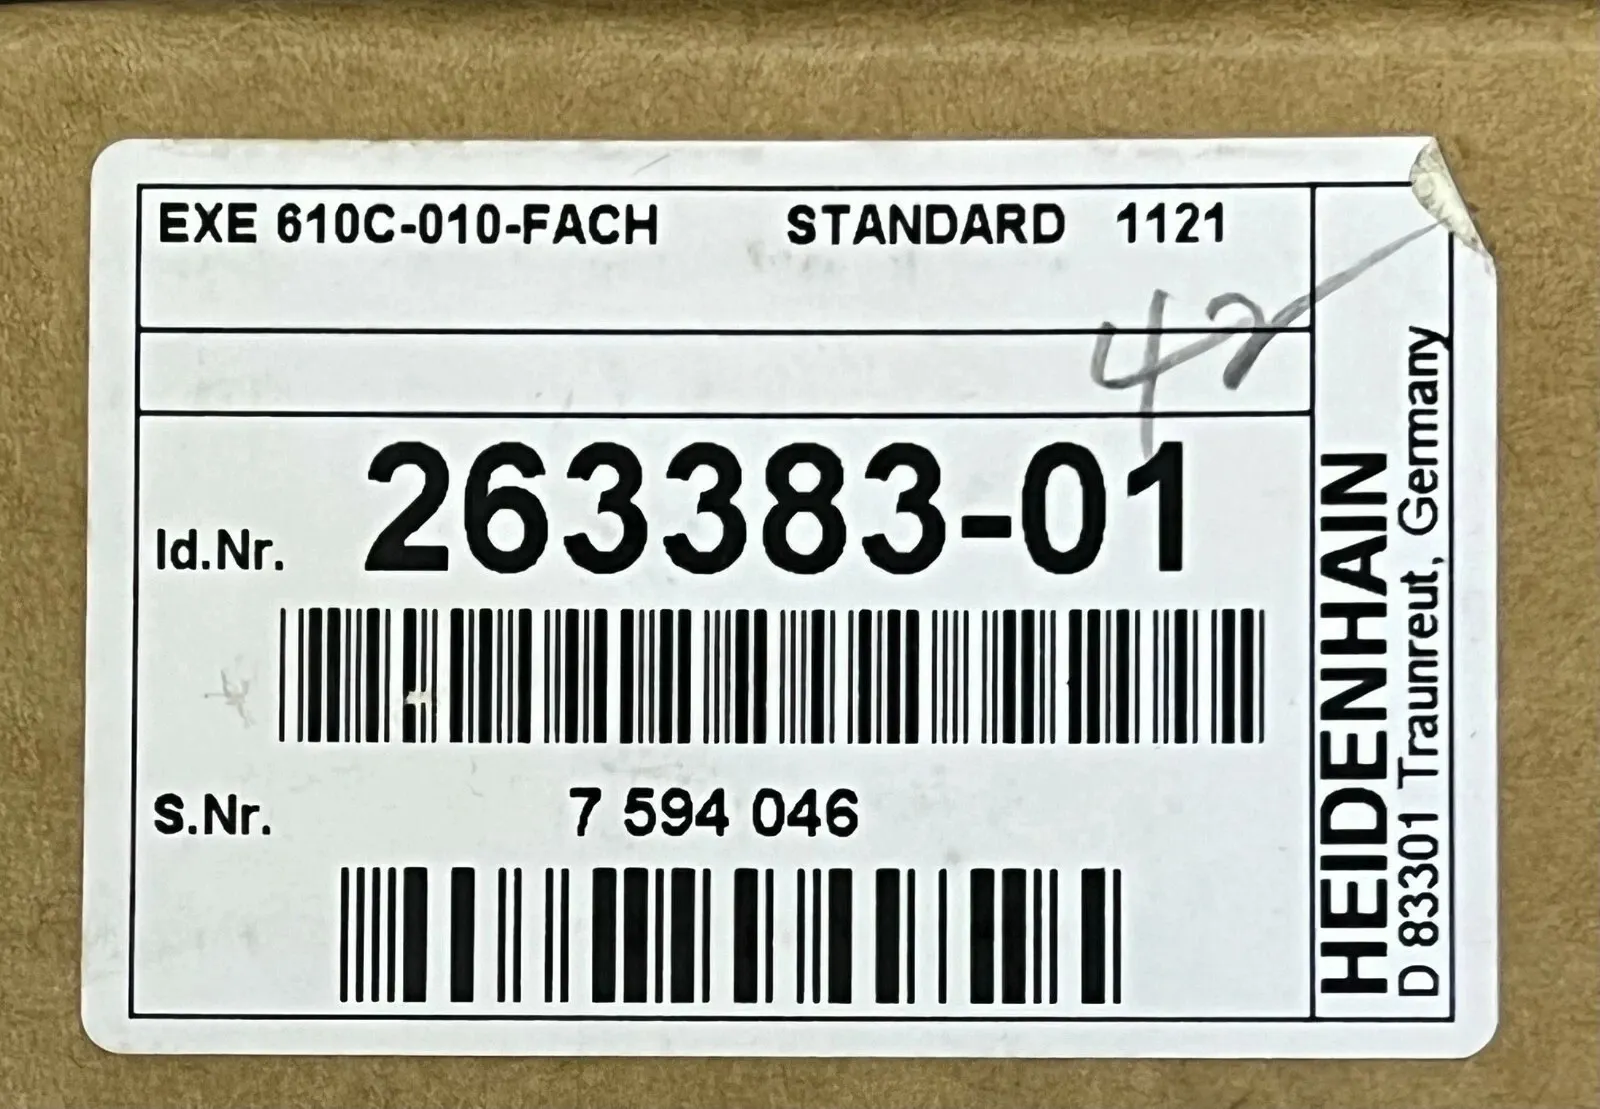 EXE 610C-010-FACH STANDARD 1121
42
Id.Nr. 263383-01
S.Nr. 7 594 046
HEIDENHAIN
D 83301 Traunreut, Germany